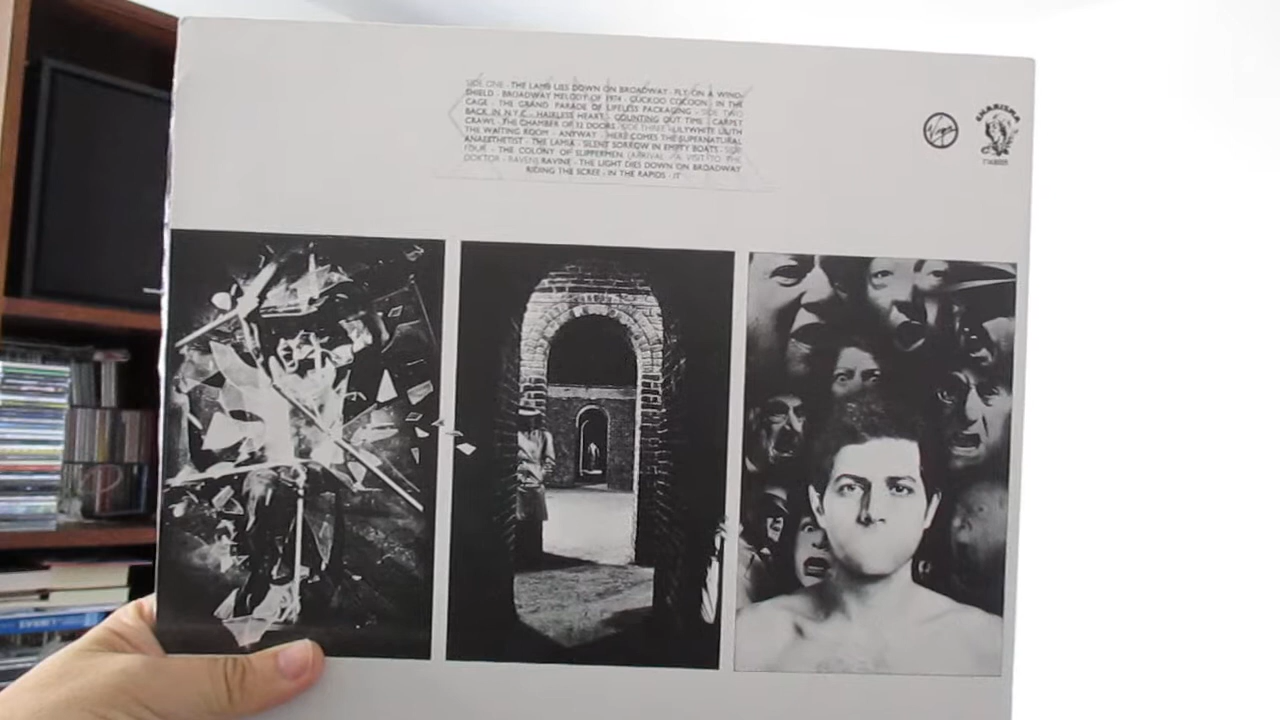 SIDE ONE · THE LAMB LIES DOWN ON BROADWAY · FLY ON A WIND-
SHIELD · BROADWAY MELODY OF 1974 · CUCKOO COCOON · IN THE
CAGE · THE GRAND PARADE OF LIFELESS PACKAGING · SIDE TWO
BACK IN N.Y.C. · HAIRLESS HEART · COUNTING OUT TIME · CARPET
CRAWL · THE CHAMBER OF 32 DOORS · SIDE THREE · LILYWHITE LILITH
THE WAITING ROOM · ANYWAY · HERE COMES THE SUPERNATURAL
ANAESTHETIST · THE LAMIA · SILENT SORROW IN EMPTY BOATS · SIDE
FOUR · THE COLONY OF SLIPPERMEN (ARRIVAL · A VISIT TO THE
DOKTOR · RAVEN) RAVINE · THE LIGHT DIES DOWN ON BROADWAY
RIDING THE SCREE · IN THE RAPIDS · IT
Virgin
CHARISMA